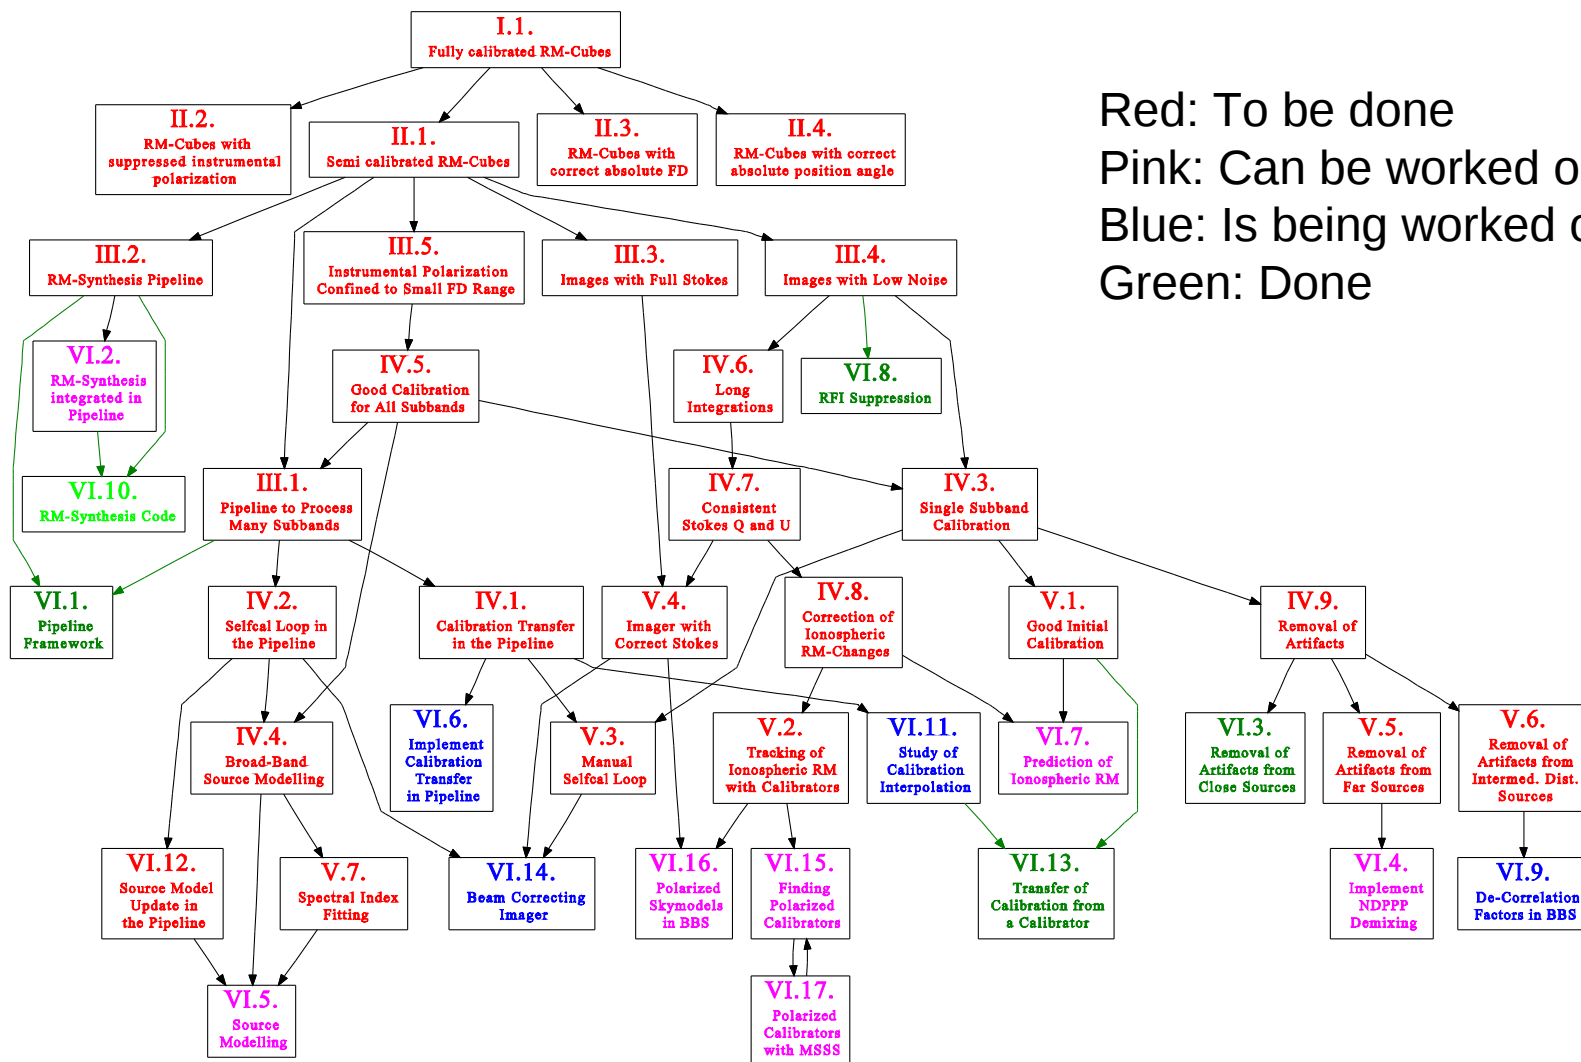 I.1.
Fully calibrated RM-Cubes
Red: To be done
Pink: Can be worked o
Blue: Is being worked
Green: Done
II.2.
RM-Cubes with
suppressed instrumental
polarization
II.1.
Semi calibrated RM-Cubes
II.3.
RM-Cubes with
correct absolute FD
II.4.
RM-Cubes with correct
absolute position angle
III.2.
RM-Synthesis Pipeline
III.5.
Instrumental Polarization
Confined to Small FD Range
III.3.
Images with Full Stokes
III.4.
Images with Low Noise
VI.2.
RM-Synthesis
integrated in
Pipeline
IV.5.
Good Calibration
for All Subbands
IV.6.
Long
Integrations
VI.8.
RFI Suppression
VI.10.
RM-Synthesis Code
III.1.
Pipeline to Process
Many Subbands
IV.7.
Consistent
Stokes Q and U
IV.3.
Single Subband
Calibration
VI.1.
Pipeline
Framework
IV.2.
Selfcal Loop in
the Pipeline
IV.1.
Calibration Transfer
in the Pipeline
V.4.
Imager with
Correct Stokes
IV.8.
Correction of
Ionospheric
RM-Changes
V.1.
Good Initial
Calibration
IV.9.
Removal of
Artifacts
IV.4.
Broad-Band
Source Modelling
VI.6.
Implement
Calibration
Transfer
in Pipeline
V.3.
Manual
Selfcal Loop
V.2.
Tracking of
Ionospheric RM
with Calibrators
VI.11.
Study of
Calibration
Interpolation
VI.7.
Prediction of
Ionospheric RM
VI.3.
Removal of
Artifacts from
Close Sources
V.5.
Removal of
Artifacts from
Far Sources
V.6.
Removal of
Artifacts from
Intermed. Dist.
Sources
VI.12.
Source Model
Update in
the Pipeline
V.7.
Spectral Index
Fitting
VI.14.
Beam Correcting
Imager
VI.16.
Polarized
Skymodels
in BBS
VI.15.
Finding
Polarized
Calibrators
VI.13.
Transfer of
Calibration from
a Calibrator
VI.4.
Implement
NDPPP
Demixing
VI.9.
De-Correlation
Factors in BBS
VI.5.
Source
Modelling
VI.17.
Polarized
Calibrators
with MSSS